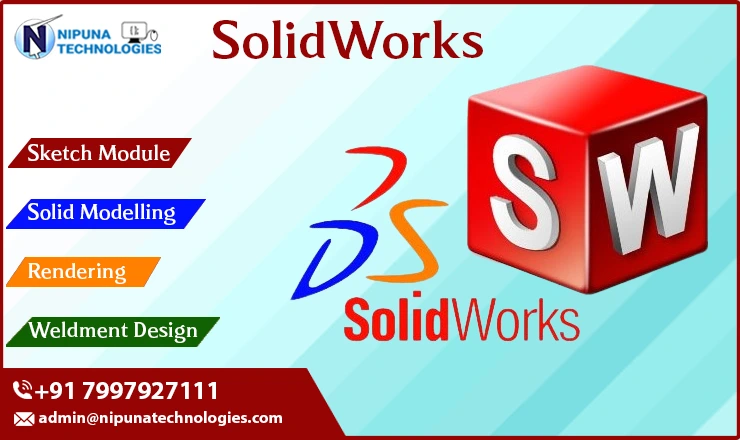 NIPUNA
TECHNOLOGIES
SolidWorks
Sketch Module
Solid Modelling
Rendering
Weldment Design
DS
SolidWorks
SW
+91 7997927111
admin@nipunatechnologies.com